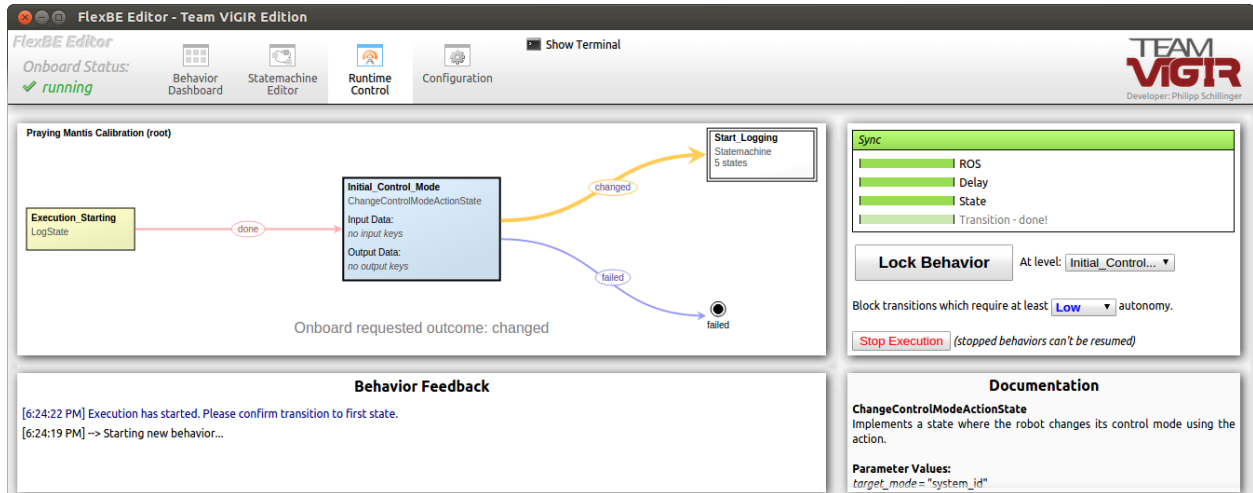 FlexBE Editor - Team ViGIR Edition
FlexBE Editor
Onboard Status:
running
Behavior
Dashboard
Statemachine
Editor
Runtime
Control
Configuration
Show Terminal
TEAM
ViGIR
Developer: Philipp Schillinger
Praying Mantis Calibration (root)
Execution_Starting
LogState
done
Initial_Control_Mode
ChangeControlModeActionState
Input Data:
no input keys
Output Data:
no output keys
changed
failed
Start_Logging
Statemachine
5 states
failed
Onboard requested outcome: changed
Sync
ROS
Delay
State
Transition - done!
Lock Behavior At level: Initial_Control... ▼
Block transitions which require at least Low ▼ autonomy.
Stop Execution (stopped behaviors can't be resumed)
Behavior Feedback
[6:24:22 PM] Execution has started. Please confirm transition to first state.
[6:24:19 PM] --> Starting new behavior...
Documentation
ChangeControlModeActionState
Implements a state where the robot changes its control mode using the
action.
Parameter Values:
target_mode = "system_id"